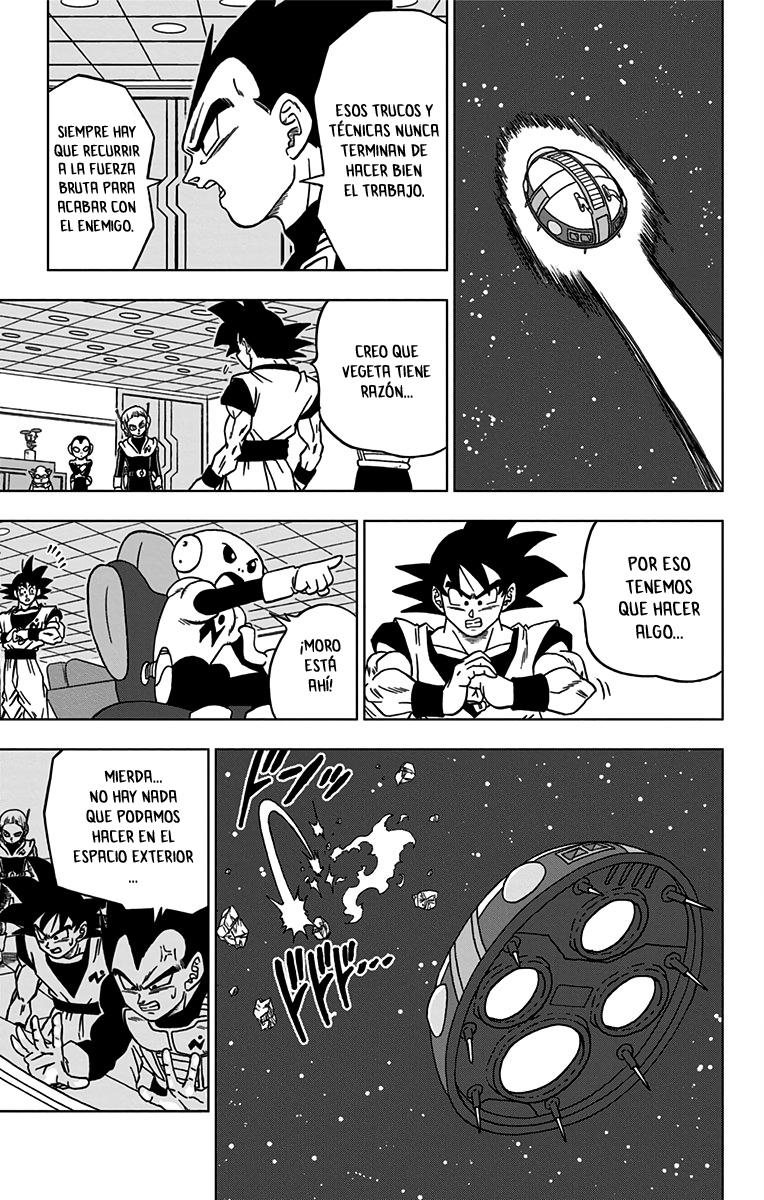 ESOS TRUCOS Y
TÉCNICAS NUNCA
TERMINAN DE
HACER BIEN
EL TRABAJO.
SIEMPRE HAY
QUE RECURRIR
A LA FUERZA
BRUTA PARA
ACABAR CON
EL ENEMIGO.
CREO QUE
VEGETA TIENE
RAZÓN...
POR ESO
TENEMOS
QUE HACER
ALGO...
¡MORO
ESTÁ
AHÍ!
ドンッ
ドドド...
MIERDA...
NO HAY NADA
QUE PODAMOS
HACER EN EL
ESPACIO EXTERIOR
...